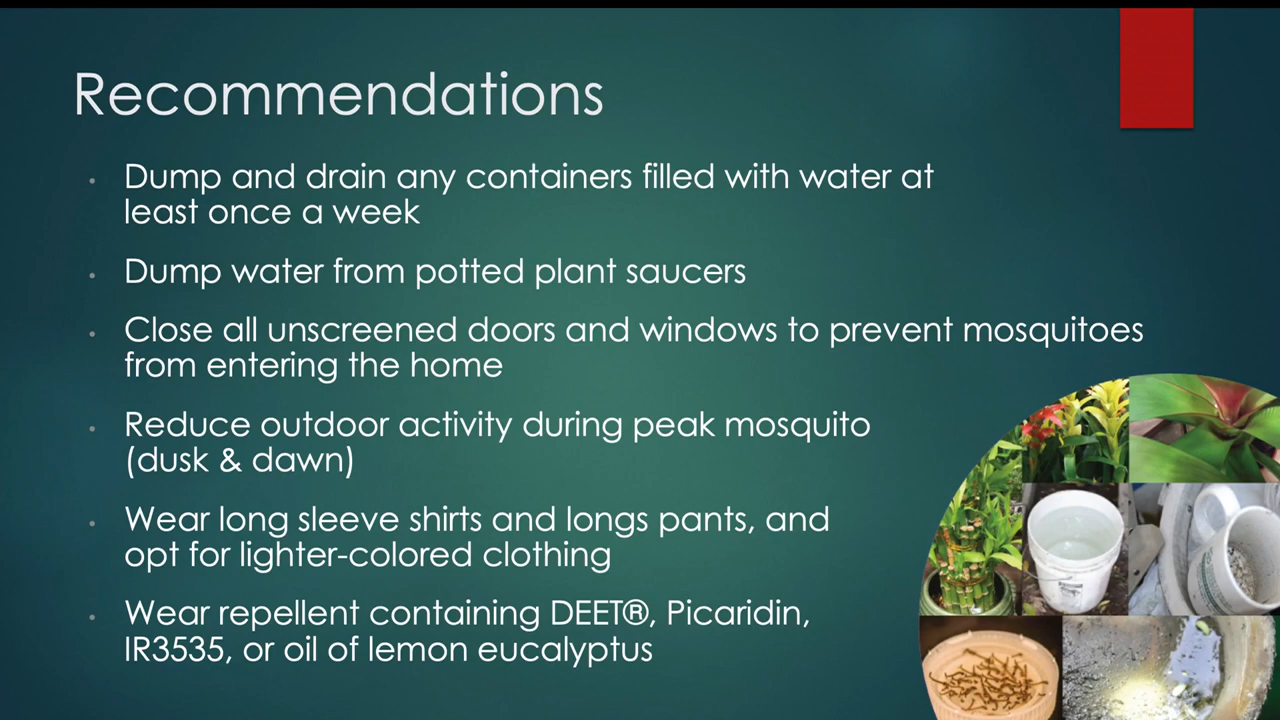 Recommendations
Dump and drain any containers filled with water at
least once a week
Dump water from potted plant saucers
Close all unscreened doors and windows to prevent mosquitoes
from entering the home
Reduce outdoor activity during peak mosquito
(dusk & dawn)
Wear long sleeve shirts and longs pants, and
opt for lighter-colored clothing
Wear repellent containing DEET®, Picaridin,
IR3535, or oil of lemon eucalyptus